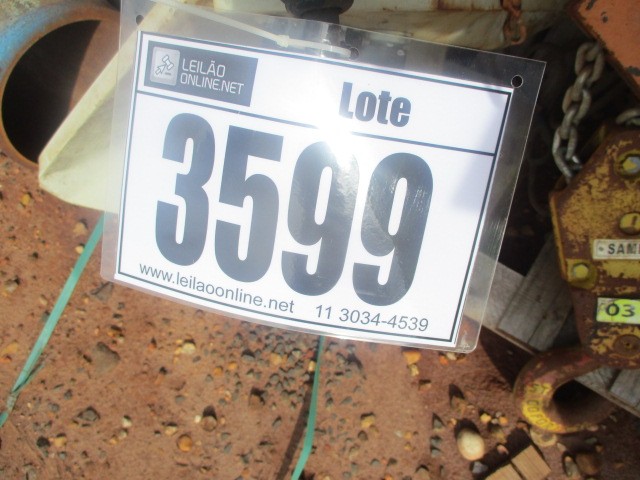 LEILÃO
ONLINE.NET
Lote
3599
www.leilaoonline.net 11 3034-4539
03